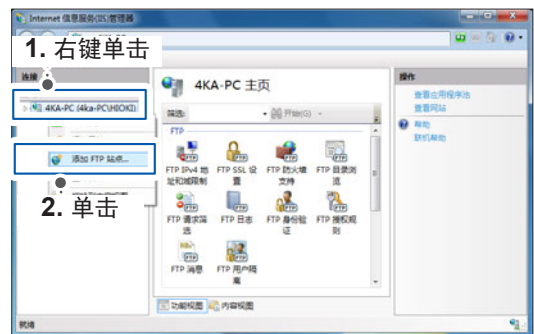 Internet 信息服务(IIS)管理器
1. 右键单击
连接
4KA-PC (4ka-PC\HIOKI)
添加 FTP 站点...
2. 单击
4KA-PC 主页
筛选:
开始(G)
FTP
FTP IPv4 地址和域限制
FTP SSL 设置
FTP 防火墙支持
FTP 目录浏览
FTP 请求筛选
FTP 日志
FTP 身份验证
FTP 授权规则
FTP 消息
FTP 用户隔离
功能视图
内容视图
操作
查看应用程序池
查看网站
帮助
联机帮助
就绪